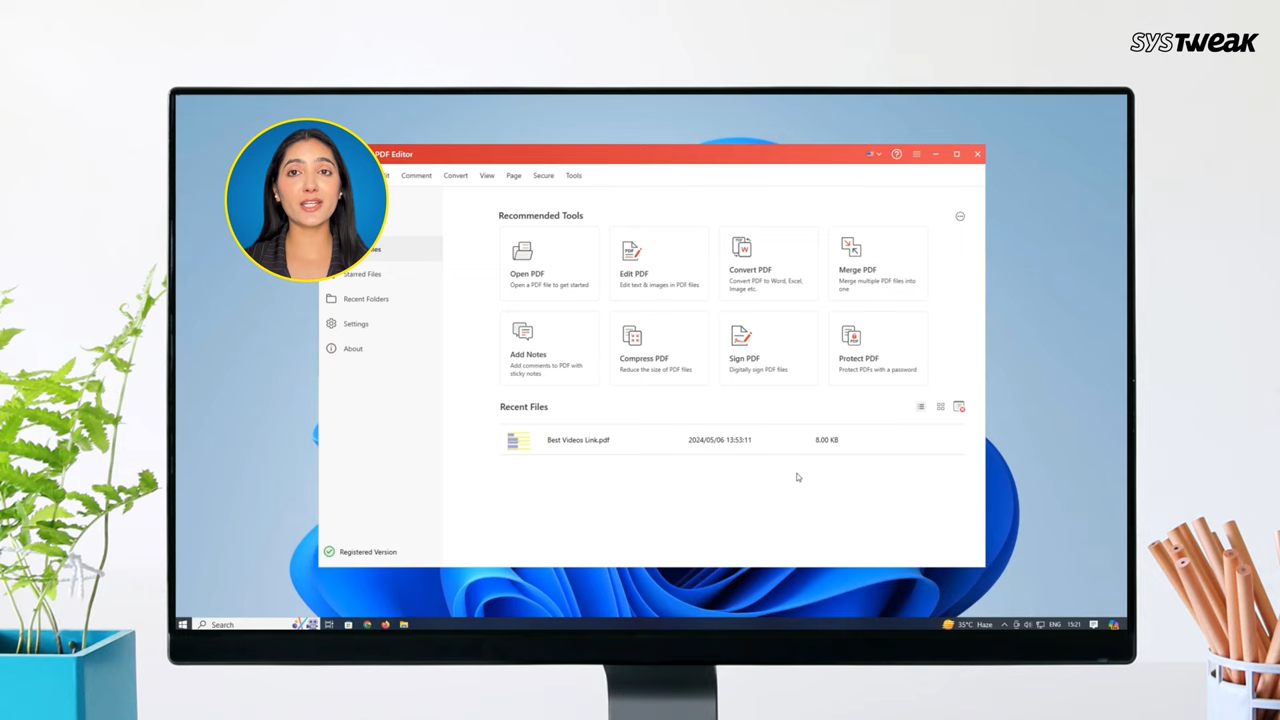 SYSTWEAK
PDF Editor
Comment Convert View Page Secure Tools
Recommended Tools
Open PDF
Open a PDF file to get started
Edit PDF
Edit text & images in PDF files
Convert PDF
Convert PDF to Word, Excel,
Image etc.
Merge PDF
Merge multiple PDF files into
one
Starred Files
Recent Folders
Settings
About
Add Notes
Add comments to PDF with
sticky notes
Compress PDF
Reduce the size of PDF files
Sign PDF
Digitally sign PDF files
Protect PDF
Protect PDFs with a password
Recent Files
Best Videos Link.pdf 2024/05/06 13:53:11 8.00 KB
Registered Version
Search
35°C Haze ENG 15:21